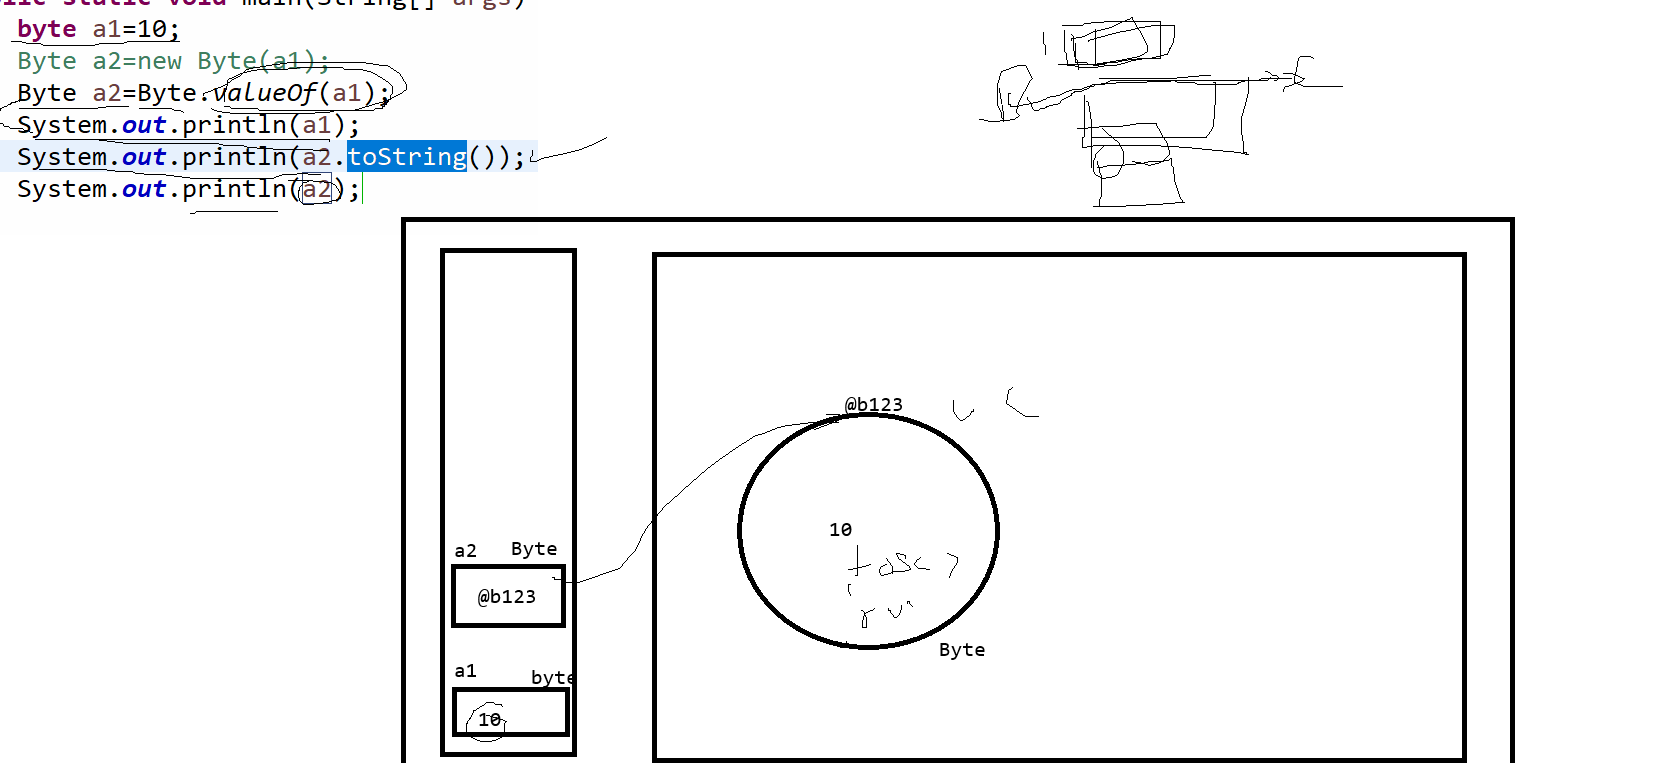 static void main(String[] args)
byte a1=10;
Byte a2=new Byte(a1);
Byte a2=Byte.valueOf(a1);
System.out.println(a1);
System.out.println(a2.toString());
System.out.println(a2);
@b123
10
a2 Byte
@b123
Byte
a1 byte
10